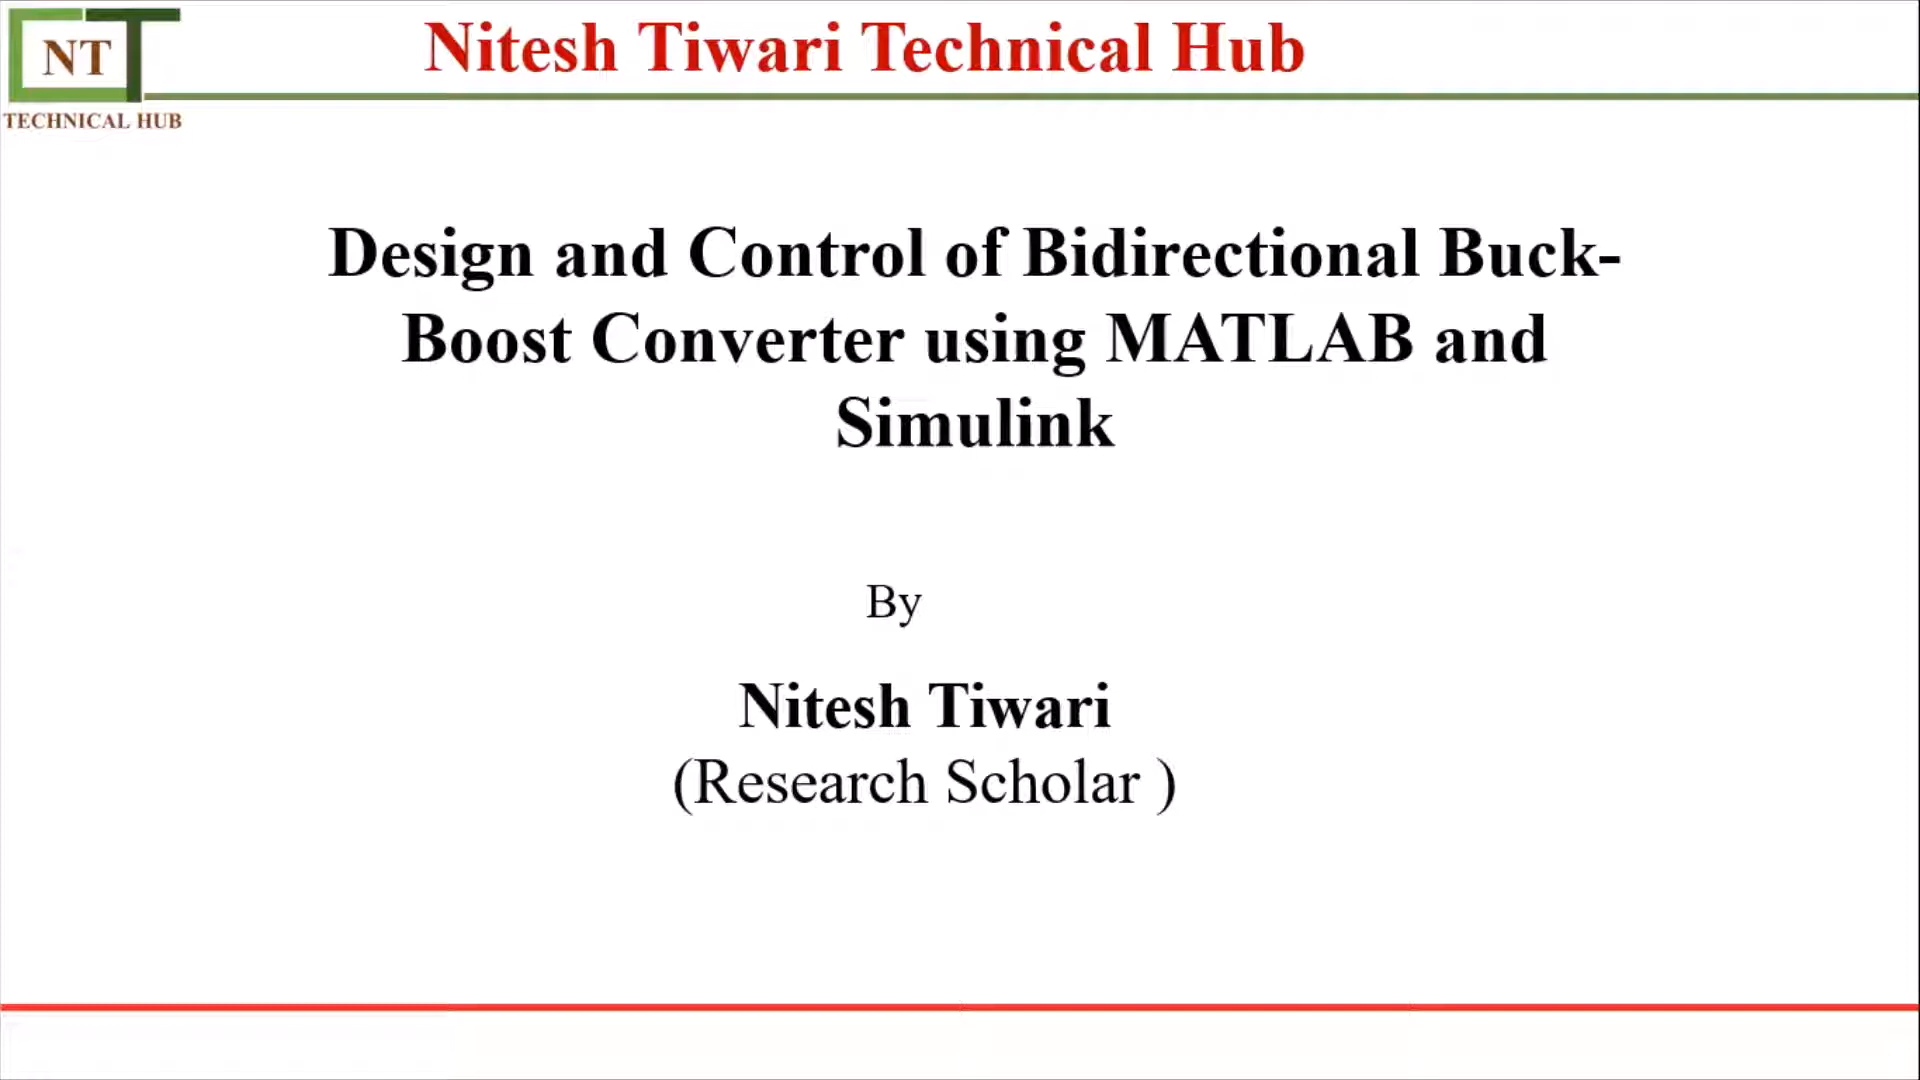 NT
TECHNICAL HUB
Nitesh Tiwari Technical Hub
Design and Control of Bidirectional Buck-
Boost Converter using MATLAB and
Simulink
By
Nitesh Tiwari
(Research Scholar )